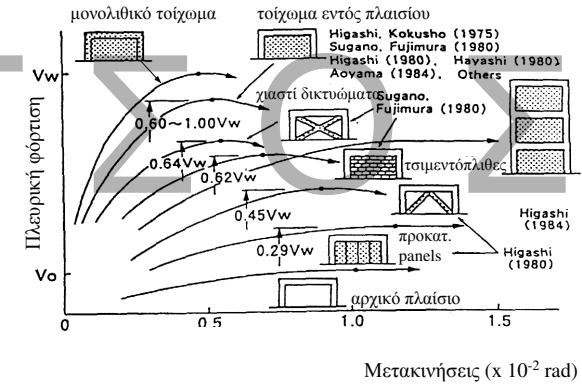 μονολιθικό τοίχωμα
τοίχωμα εντός πλαισίου
Higashi, Kokusho (1975)
Sugano, Fujimura (1980)
Higashi (1980), Hayashi (1980)
Aoyama (1984), Others
Vw
χιαστί δικτυώματα
Sugano,
Fujimura (1980)
0.60~1.00Vw
0.64Vw
0.62Vw
τσιμεντόπλιθες
0.45Vw
Higashi
(1984)
0.29Vw
προκατ.
panels
Higashi
(1980)
Vo
αρχικό πλαίσιο
0
0.5
1.0
1.5
Πλευρική φόρτιση
Μετακινήσεις (x 10-2 rad)
ΣΟΣ